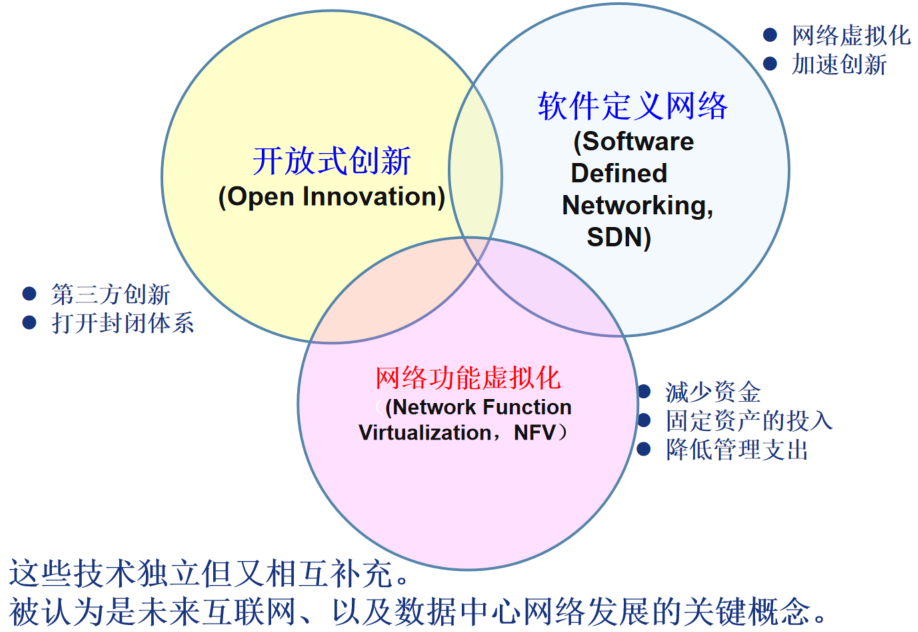 网络虚拟化
加速创新
软件定义网络
(Software
Defined
Networking,
SDN)
开放式创新
(Open Innovation)
第三方创新
打开封闭体系
网络功能虚拟化
(Network Function
Virtualization，NFV）
减少资金
固定资产的投入
降低管理支出
这些技术独立但又相互补充。
被认为是未来互联网、以及数据中心网络发展的关键概念。